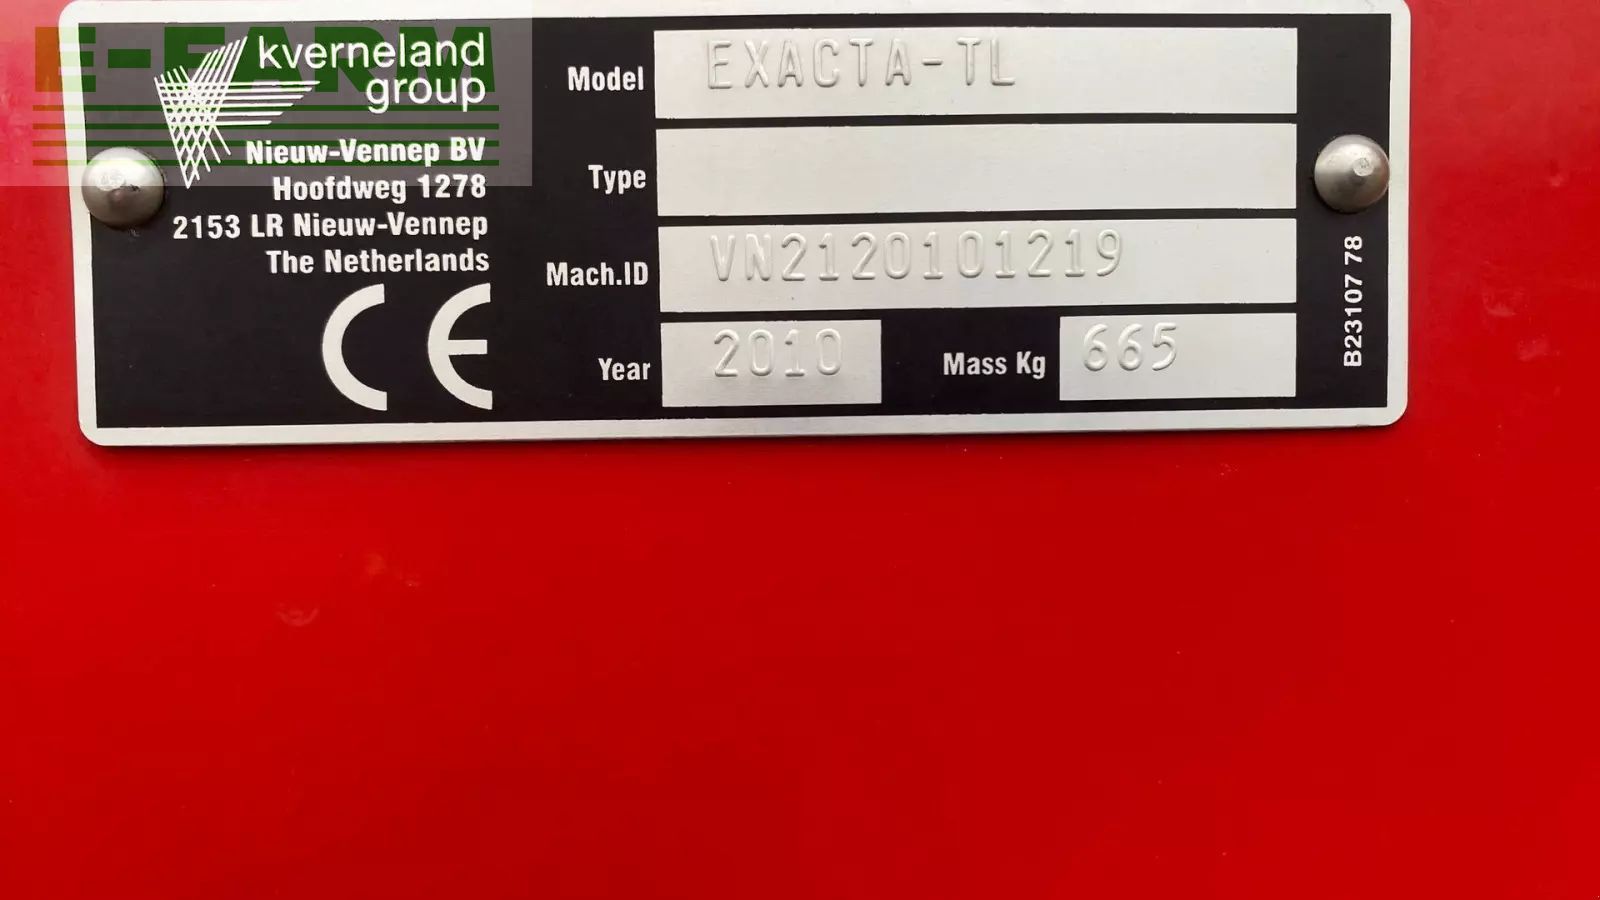 E-FARM
kverneland
group
Nieuw-Vennep BV
Hoofdweg 1278
2153 LR Nieuw-Vennep
The Netherlands
CE
Model EXACTA-TL
Type
Mach.ID VN2120101219
Year 2010 Mass Kg 665
B23107 78